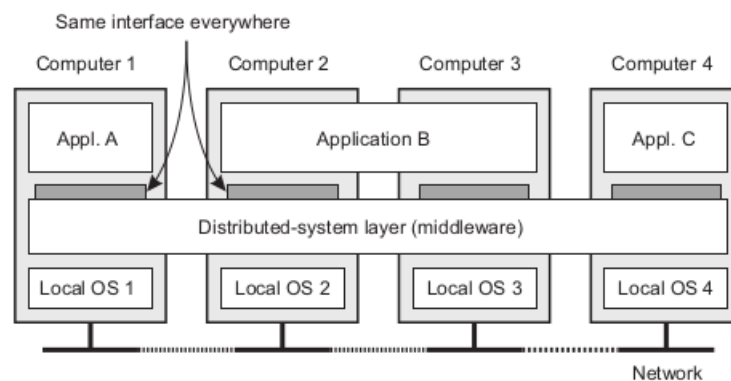 Same interface everywhere
Computer 1
Computer 2
Computer 3
Computer 4
Appl. A
Application B
Appl. C
Distributed-system layer (middleware)
Local OS 1
Local OS 2
Local OS 3
Local OS 4
Network